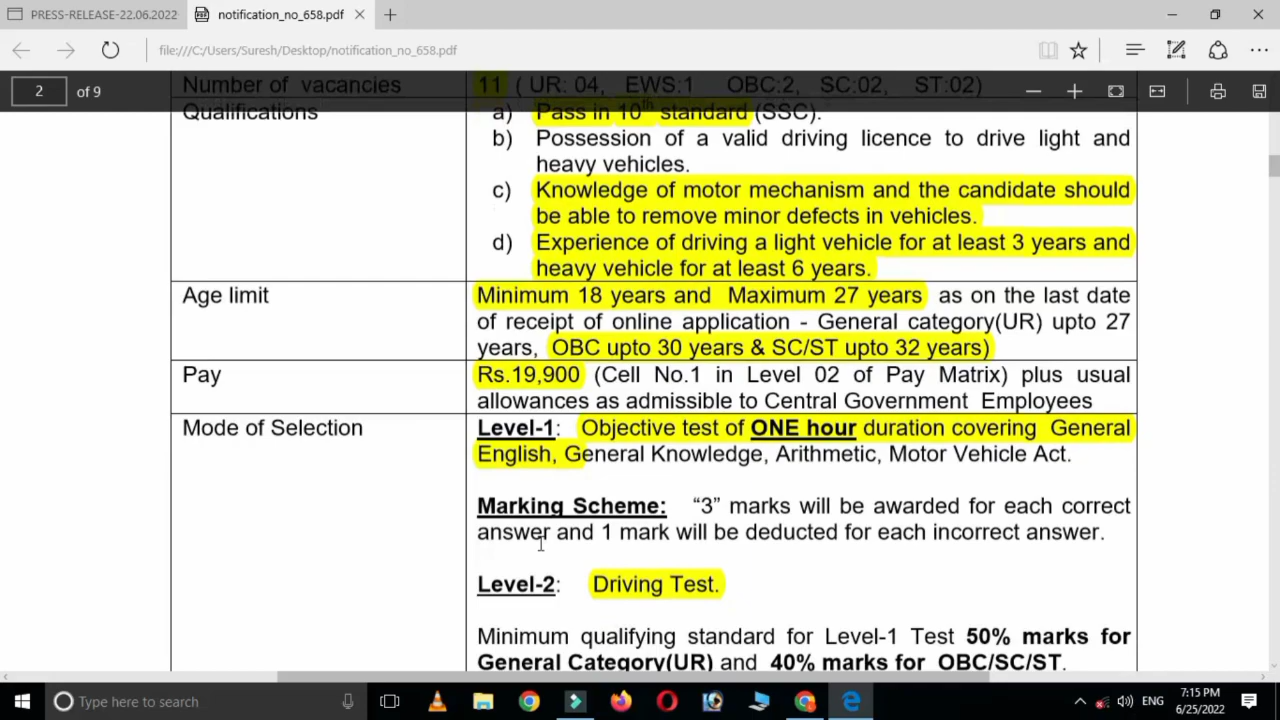 PRESS-RELEASE-22.06.2022
notification_no_658.pdf
file:///C:/Users/Suresh/Desktop/notification_no_658.pdf
2 of 9
Number of vacancies 11 ( UR: 04, EWS:1 OBC:2, SC:02, ST:02)
Qualifications a) Pass in 10th standard (SSC).
b) Possession of a valid driving licence to drive light and
heavy vehicles.
c) Knowledge of motor mechanism and the candidate should
be able to remove minor defects in vehicles.
d) Experience of driving a light vehicle for at least 3 years and
heavy vehicle for at least 6 years.
Age limit Minimum 18 years and Maximum 27 years as on the last date
of receipt of online application - General category(UR) upto 27
years, OBC upto 30 years & SC/ST upto 32 years)
Pay Rs.19,900 (Cell No.1 in Level 02 of Pay Matrix) plus usual
allowances as admissible to Central Government Employees
Mode of Selection Level-1: Objective test of ONE hour duration covering General
English, General Knowledge, Arithmetic, Motor Vehicle Act.
Marking Scheme: “3” marks will be awarded for each correct
answer and 1 mark will be deducted for each incorrect answer.
Level-2: Driving Test.
Minimum qualifying standard for Level-1 Test 50% marks for
General Category(UR) and 40% marks for OBC/SC/ST.
Type here to search
ENG
7:15 PM
6/25/2022